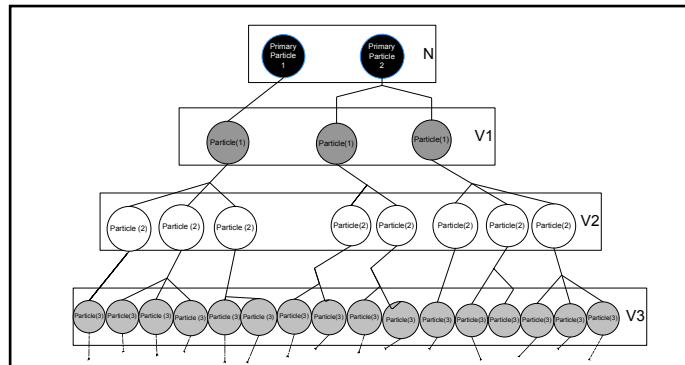 Primary
Particle
1
Primary
Particle
2
N
Particle(1)
Particle(1)
Particle(1)
V1
Particle (2)
Particle (2)
Particle (2)
Particle(2)
Particle(2)
Particle(2)
Particle(2)
Particle(2)
V2
Particle(3)
Particle(3)
Particle(3)
Particle (3)
Particle(3)
Particle(3)
Particle(3)
Particle(3)
Particle(3)
Particle(3)
Particle(3)
Particle(3)
Particle(3)
Particle(3)
Particle(3)
Particle(3)
V3